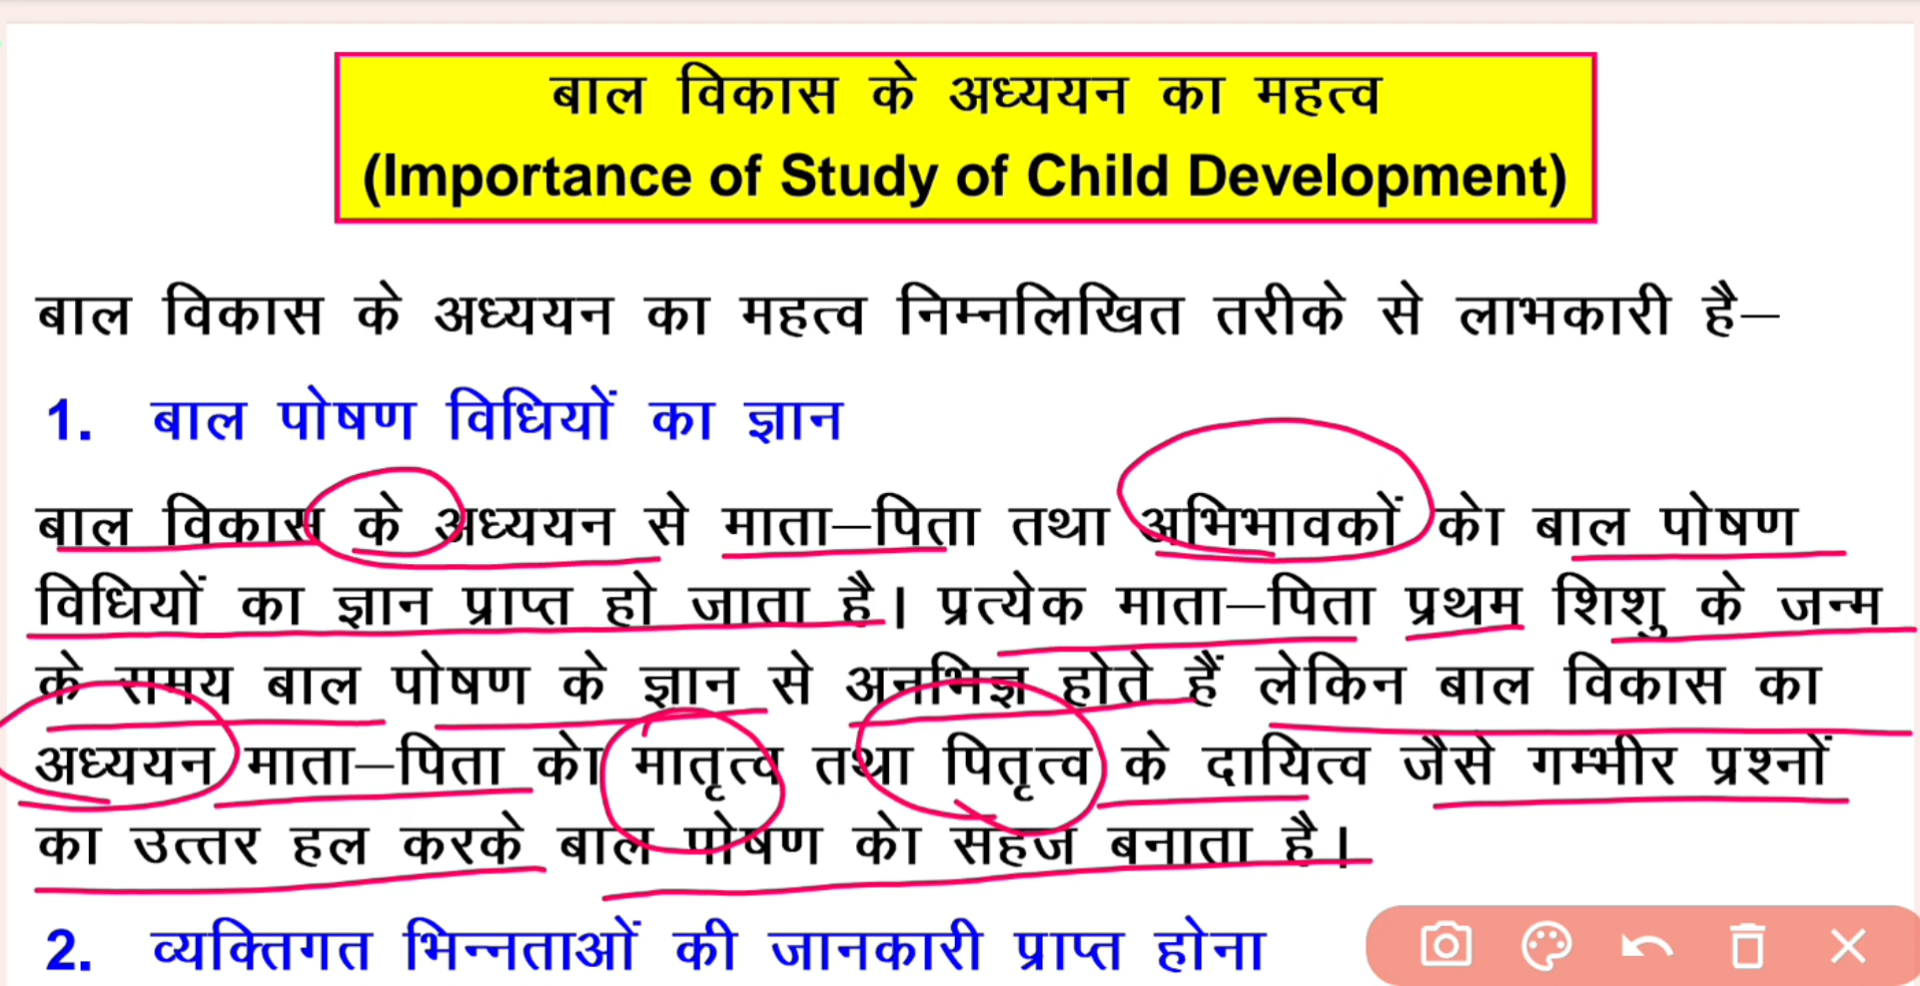 बाल विकास के अध्ययन का महत्व
(Importance of Study of Child Development)
बाल विकास के अध्ययन का महत्व निम्नलिखित तरीके से लाभकारी है–
1. बाल पोषण विधियों का ज्ञान
बाल विकास के अध्ययन से माता–पिता तथा अभिभावकों को बाल पोषण
विधियों का ज्ञान प्राप्त हो जाता है। प्रत्येक माता–पिता प्रथम शिशु के जन्म
के समय बाल पोषण के ज्ञान से अनभिज्ञ होते हैं लेकिन बाल विकास का
अध्ययन माता–पिता को मातृत्व तथा पितृत्व के दायित्व जैसे गम्भीर प्रश्नों
का उत्तर हल करके बाल पोषण को सहज बनाता है।
2. व्यक्तिगत भिन्नताओं की जानकारी प्राप्त होना